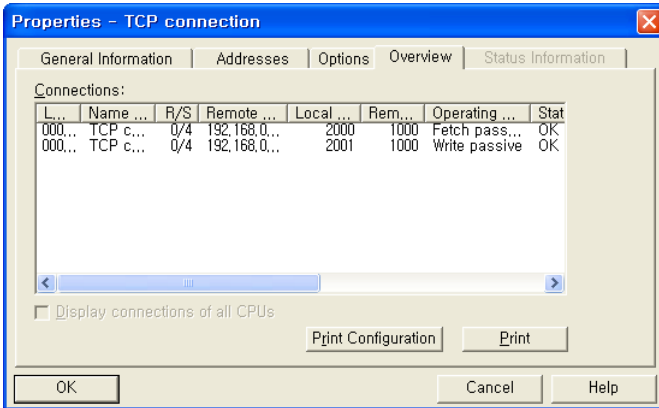 Properties - TCP connection
General Information Addresses Options Overview Status Information
Connections:
L... Name ... R/S Remote ... Local ... Rem... Operating ... Stat
000... TCP c... 0/4 192,168,0... 2000 1000 Fetch pass... OK
000... TCP c... 0/4 192,168,0... 2001 1000 Write passive OK
Display connections of all CPUs
Print Configuration Print
OK Cancel Help